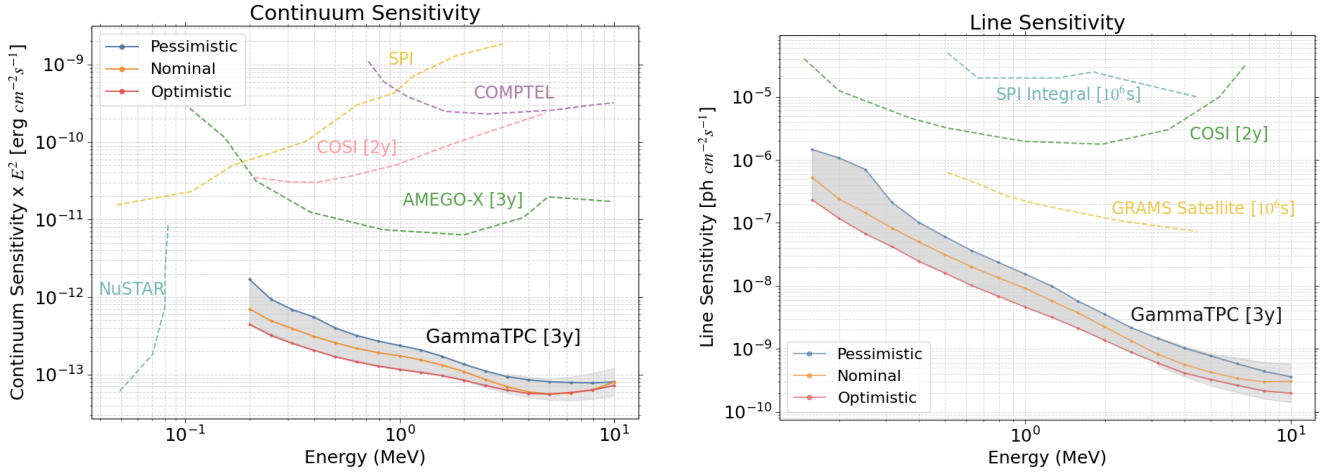 Continuum Sensitivity
Continuum Sensitivity x E² [erg cm⁻²s⁻¹]
10⁻⁹
10⁻¹⁰
10⁻¹¹
10⁻¹²
10⁻¹³
Pessimistic
Nominal
Optimistic
SPI
COMPTEL
COSI [2y]
AMEGO-X [3y]
NuSTAR
GammaTPC [3y]
10⁻¹
10⁰
10¹
Energy (MeV)
Line Sensitivity
Line Sensitivity [ph cm⁻²s⁻¹]
10⁻⁵
10⁻⁶
10⁻⁷
10⁻⁸
10⁻⁹
10⁻¹⁰
SPI Integral [10⁶s]
COSI [2y]
GRAMS Satellite [10⁶s]
GammaTPC [3y]
Pessimistic
Nominal
Optimistic
10⁰
10¹
Energy (MeV)